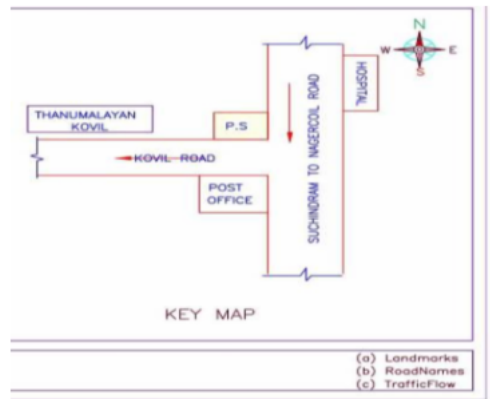 N
W E
S
HOSPITAL
SUCHINDRAM TO NAGERCOIL ROAD
THANUMALAYAN
KOVIL
P.S
KOVIL ROAD
POST
OFFICE
KEY MAP
(a) Landmarks
(b) RoadNames
(c) TrafficFlow